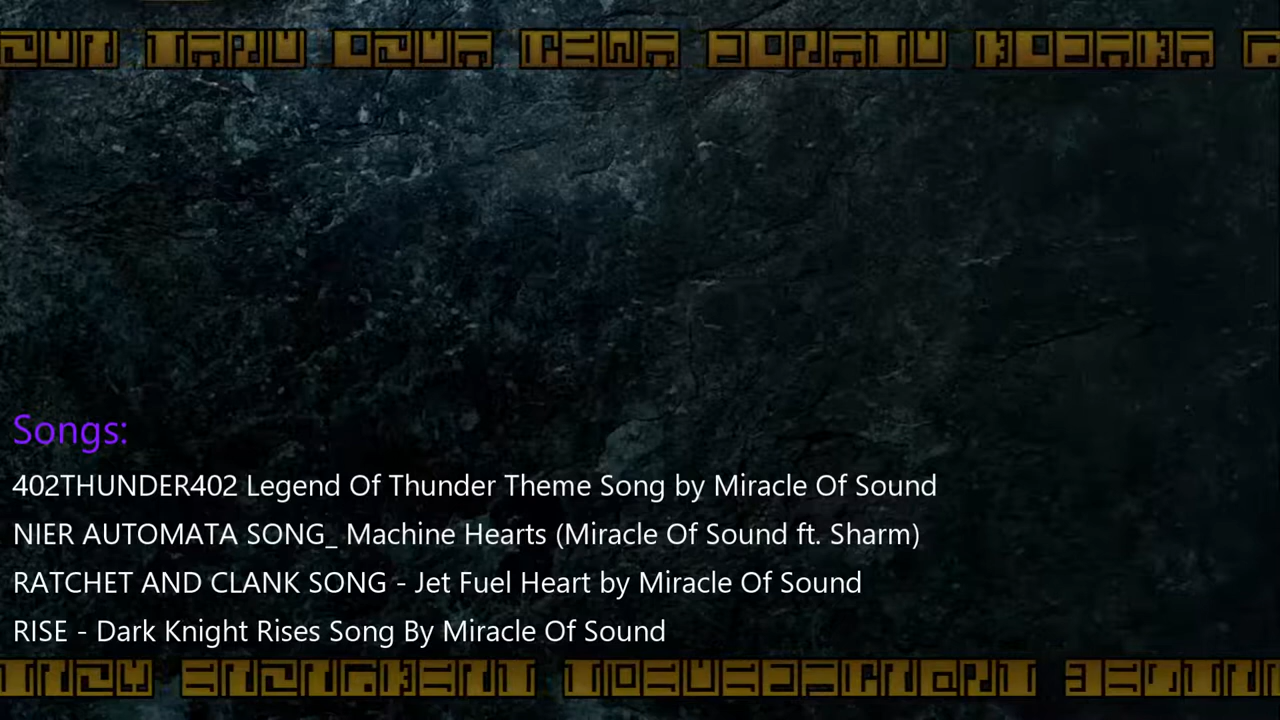 Songs:
402THUNDER402 Legend Of Thunder Theme Song by Miracle Of Sound
NIER AUTOMATA SONG_ Machine Hearts (Miracle Of Sound ft. Sharm)
RATCHET AND CLANK SONG - Jet Fuel Heart by Miracle Of Sound
RISE - Dark Knight Rises Song By Miracle Of Sound